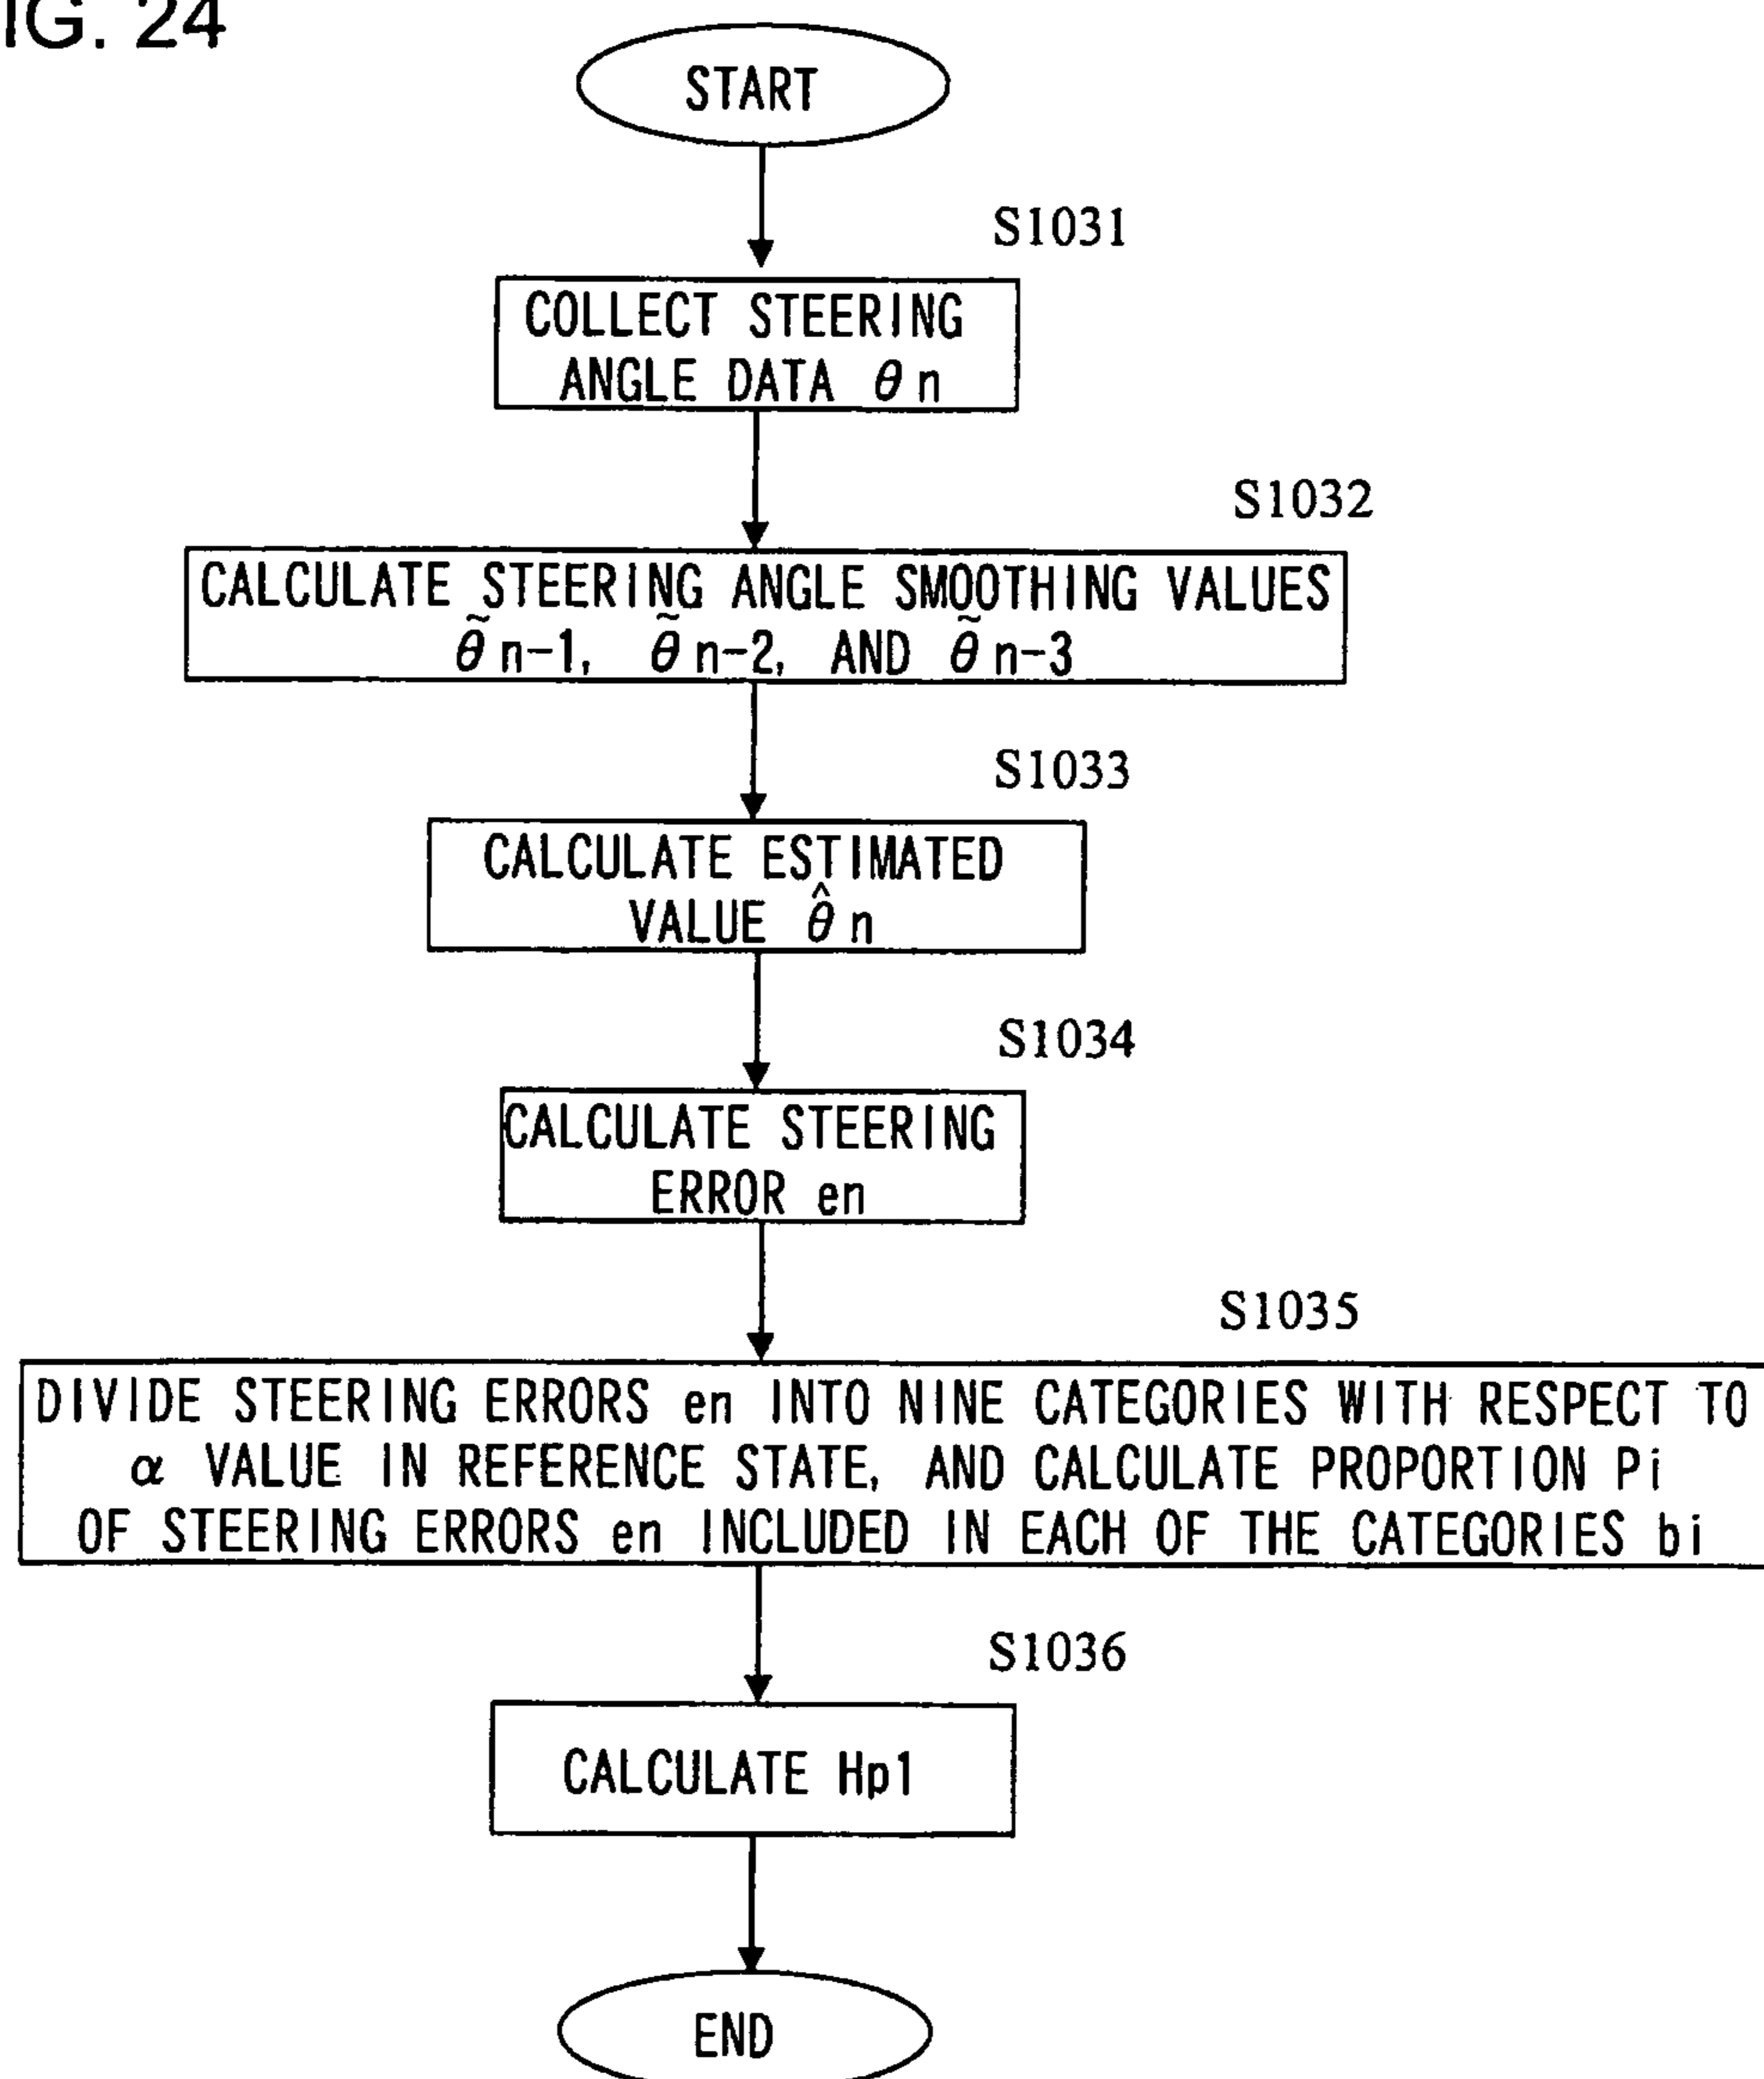 IG. 24
START
S1031
COLLECT STEERING
ANGLE DATA θn
S1032
CALCULATE STEERING ANGLE SMOOTHING VALUES
θ̃n-1, θ̃n-2, AND θ̃n-3
S1033
CALCULATE ESTIMATED
VALUE θ̂n
S1034
CALCULATE STEERING
ERROR en
S1035
DIVIDE STEERING ERRORS en INTO NINE CATEGORIES WITH RESPECT TO
α VALUE IN REFERENCE STATE, AND CALCULATE PROPORTION Pi
OF STEERING ERRORS en INCLUDED IN EACH OF THE CATEGORIES bi
S1036
CALCULATE Hp1
END